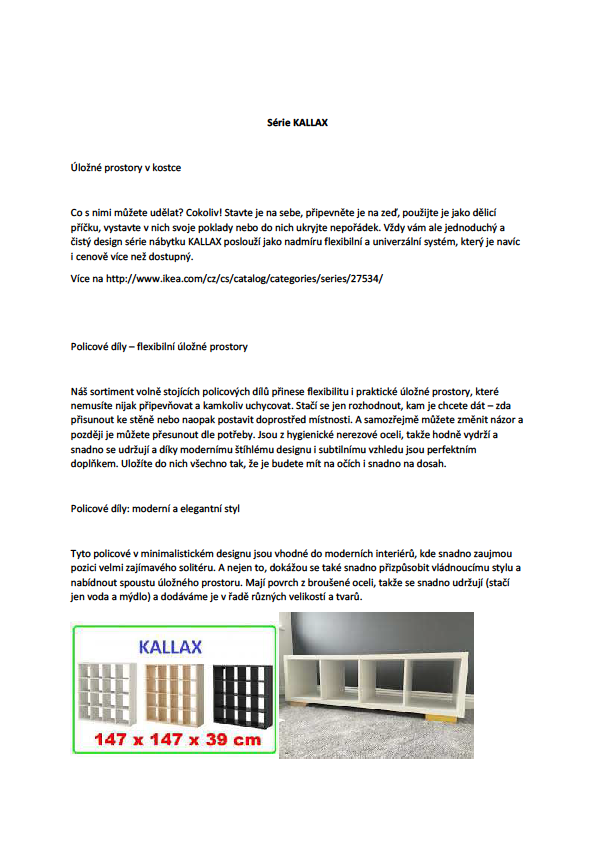 Série KALLAX
Úložné prostory v kostce
Co s nimi můžete udělat? Cokoliv! Stavte je na sebe, připevněte je na zeď, použijte je jako dělicí
příčku, vystavte v nich svoje poklady nebo do nich ukryjte nepořádek. Vždy vám ale jednoduchý a
čistý design série nábytku KALLAX poslouží jako nadmíru flexibilní a univerzální systém, který je navíc
i cenově více než dostupný.
Více na http://www.ikea.com/cz/cs/catalog/categories/series/27534/
Policové díly – flexibilní úložné prostory
Náš sortiment volně stojících policových dílů přinese flexibilitu i praktické úložné prostory, které
nemusíte nijak připevňovat a kamkoliv uchycovat. Stačí se jen rozhodnout, kam je chcete dát – zda
přisunout ke stěně nebo naopak postavit doprostřed místnosti. A samozřejmě můžete změnit názor a
později je můžete přesunout dle potřeby. Jsou z hygienické nerezové oceli, takže hodně vydrží a
snadno se udržují a díky modernímu štíhlému designu i subtilnímu vzhledu jsou perfektním
doplňkem. Uložíte do nich všechno tak, že je budete mít na očích i snadno na dosah.
Policové díly: moderní a elegantní styl
Tyto policové v minimalistickém designu jsou vhodné do moderních interiérů, kde snadno zaujmou
pozici velmi zajímavého solitéru. A nejen to, dokážou se také snadno přizpůsobit vládnoucímu stylu a
nabídnout spoustu úložného prostoru. Mají povrch z broušené oceli, takže se snadno udržují (stačí
jen voda a mýdlo) a dodáváme je v řadě různých velikostí a tvarů.
KALLAX
147 x 147 x 39 cm